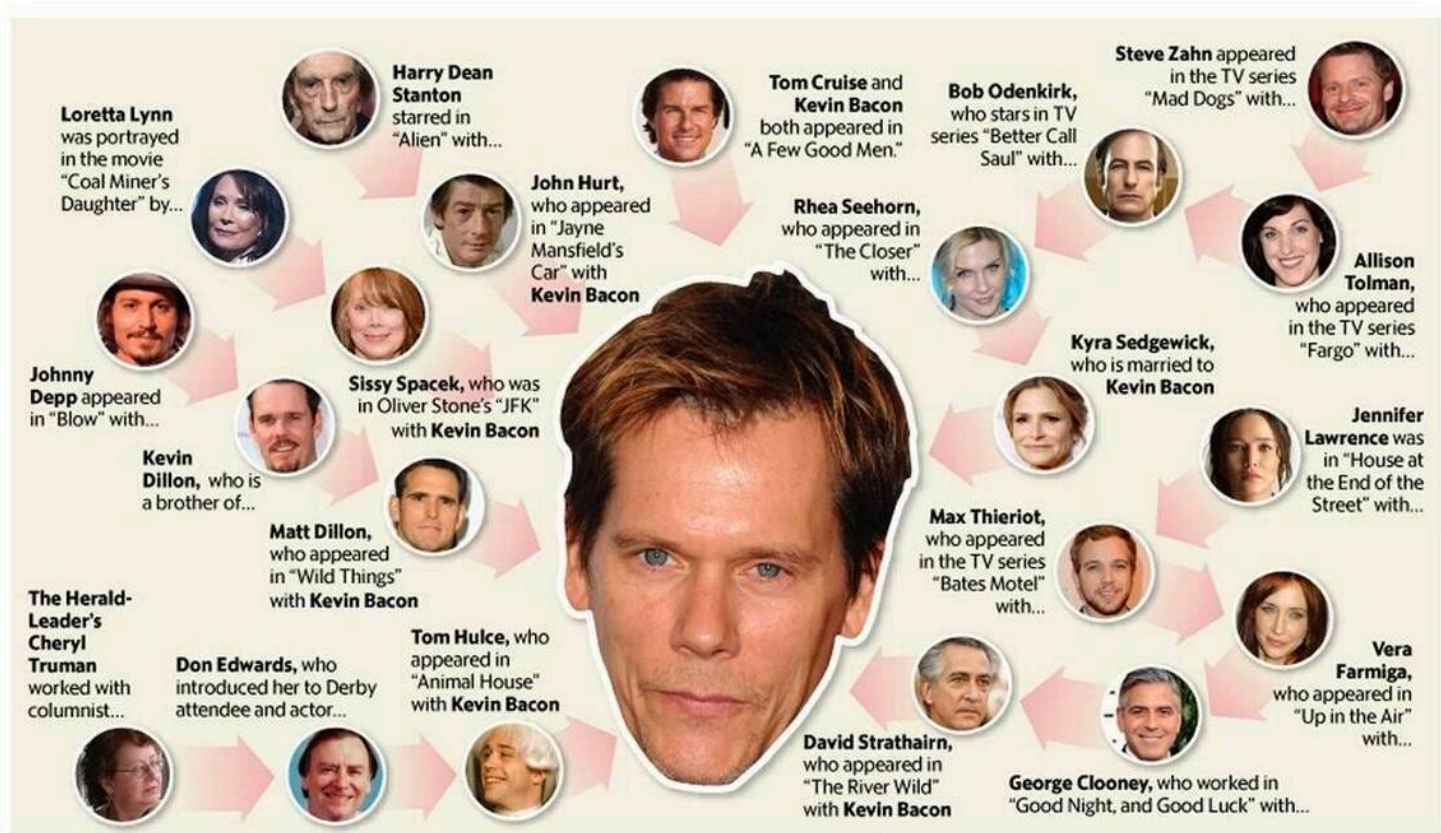 Loretta Lynn
was portrayed
in the movie
“Coal Miner’s
Daughter” by...
Harry Dean
Stanton
starred in
“Alien” with...
John Hurt,
who appeared
in “Jayne
Mansfield’s
Car” with
Kevin Bacon
Tom Cruise and
Kevin Bacon
both appeared in
“A Few Good Men.”
Bob Odenkirk,
who stars in TV
series “Better Call
Saul” with...
Steve Zahn appeared
in the TV series
“Mad Dogs” with...
Rhea Seehorn,
who appeared in
“The Closer”
with...
Allison
Tolman,
who appeared
in the TV series
“Fargo” with...
Johnny
Depp appeared
in “Blow” with...
Sissy Spacek, who was
in Oliver Stone’s “JFK”
with Kevin Bacon
Kyra Sedgewick,
who is married to
Kevin Bacon
Kevin
Dillon, who is
a brother of...
Jennifer
Lawrence was
in “House at
the End of the
Street” with...
Matt Dillon,
who appeared
in “Wild Things”
with Kevin Bacon
Max Thieriot,
who appeared
in the TV series
“Bates Motel”
with...
The Herald-
Leader’s
Cheryl
Truman
worked with
columnist...
Don Edwards, who
introduced her to Derby
attendee and actor...
Tom Hulce, who
appeared in
“Animal House”
with Kevin Bacon
Vera
Farmiga,
who appeared in
“Up in the Air”
with...
David Strathairn,
who appeared in
“The River Wild”
with Kevin Bacon
George Clooney, who worked in
“Good Night, and Good Luck” with...